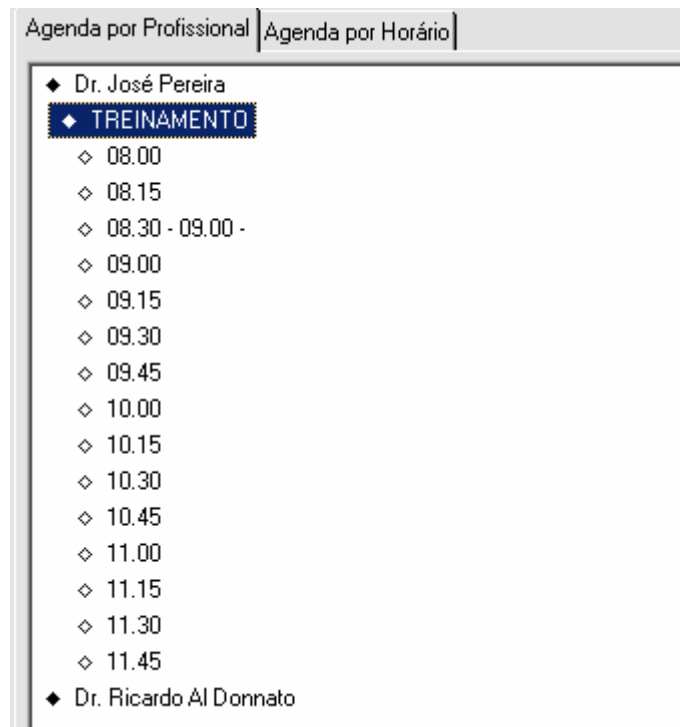 Agenda por Profissional Agenda por Horário
Dr. José Pereira
TREINAMENTO
08.00
08.15
08.30 - 09.00 -
09.00
09.15
09.30
09.45
10.00
10.15
10.30
10.45
11.00
11.15
11.30
11.45
Dr. Ricardo Al Donnato